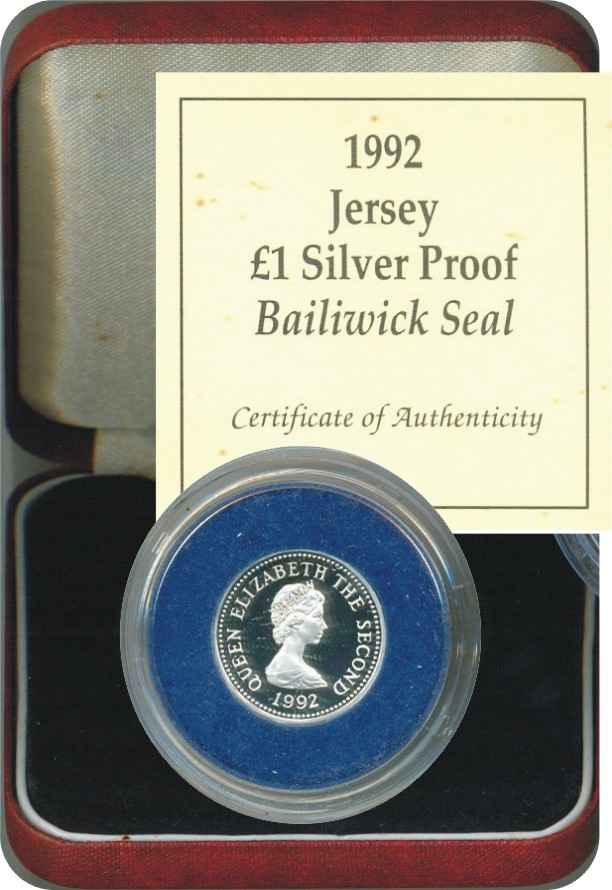 1992
Jersey
£1 Silver Proof
Bailiwick Seal
Certificate of Authenticity
QUEEN ELIZABETH THE SECOND
1992